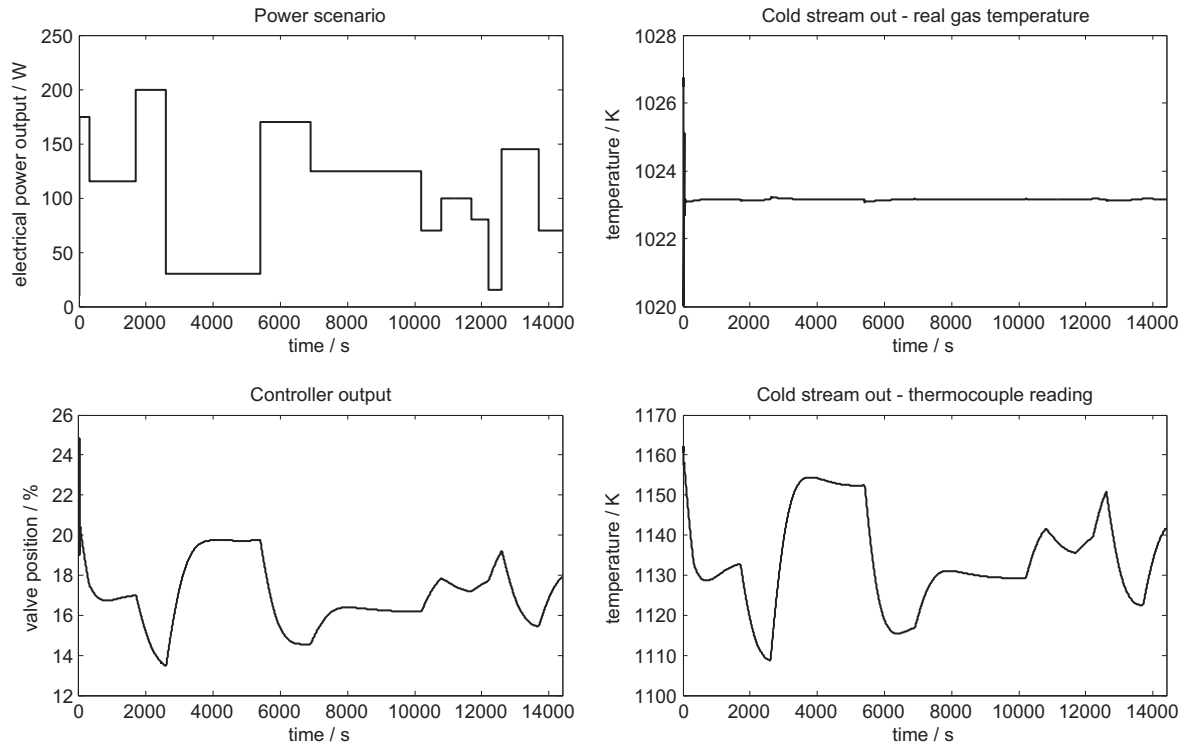 Power scenario
electrical power output / W
250
200
150
100
50
0
0 2000 4000 6000 8000 10000 12000 14000
time / s
Cold stream out - real gas temperature
temperature / K
1028
1026
1024
1022
1020
0 2000 4000 6000 8000 10000 12000 14000
time / s
Controller output
valve position / %
26
24
22
20
18
16
14
12
0 2000 4000 6000 8000 10000 12000 14000
time / s
Cold stream out - thermocouple reading
temperature / K
1170
1160
1150
1140
1130
1120
1110
1100
0 2000 4000 6000 8000 10000 12000 14000
time / s